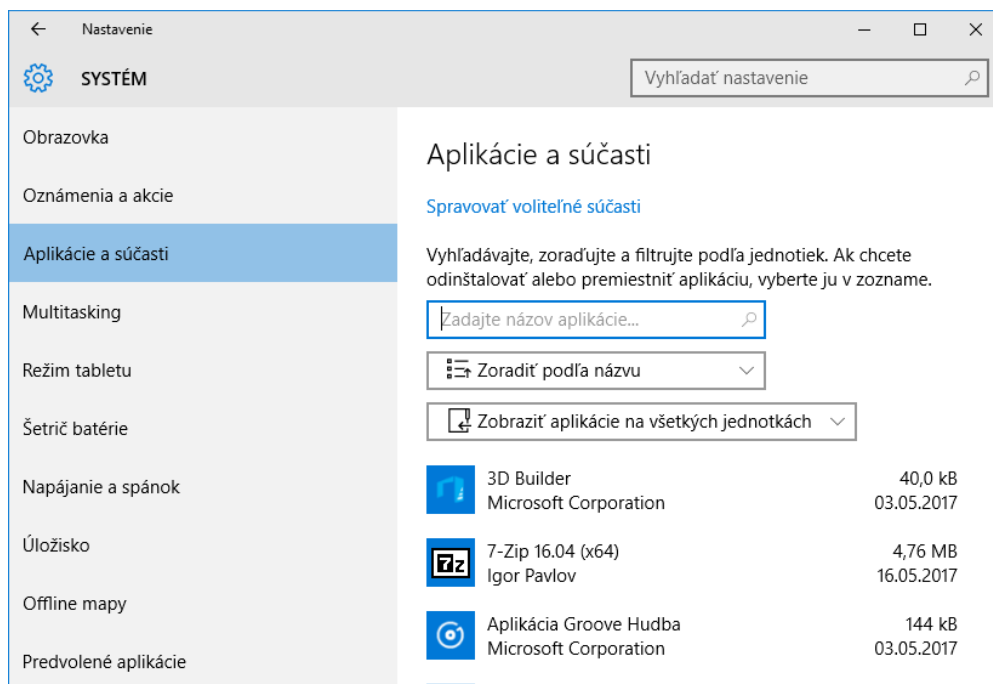 Nastavenie
SYSTÉM
Vyhľadať nastavenie
Obrazovka
Oznámenia a akcie
Aplikácie a súčasti
Multitasking
Režim tabletu
Šetrič batérie
Napájanie a spánok
Úložisko
Offline mapy
Predvolené aplikácie
Aplikácie a súčasti
Spravovať voliteľné súčasti
Vyhľadávajte, zoraďujte a filtrujte podľa jednotiek. Ak chcete
odinštalovať alebo premiestniť aplikáciu, vyberte ju v zozname.
Zadajte názov aplikácie...
Zoradiť podľa názvu
Zobraziť aplikácie na všetkých jednotkách
3D Builder 40,0 kB
Microsoft Corporation 03.05.2017
7z
7-Zip 16.04 (x64) 4,76 MB
Igor Pavlov 16.05.2017
Aplikácia Groove Hudba 144 kB
Microsoft Corporation 03.05.2017